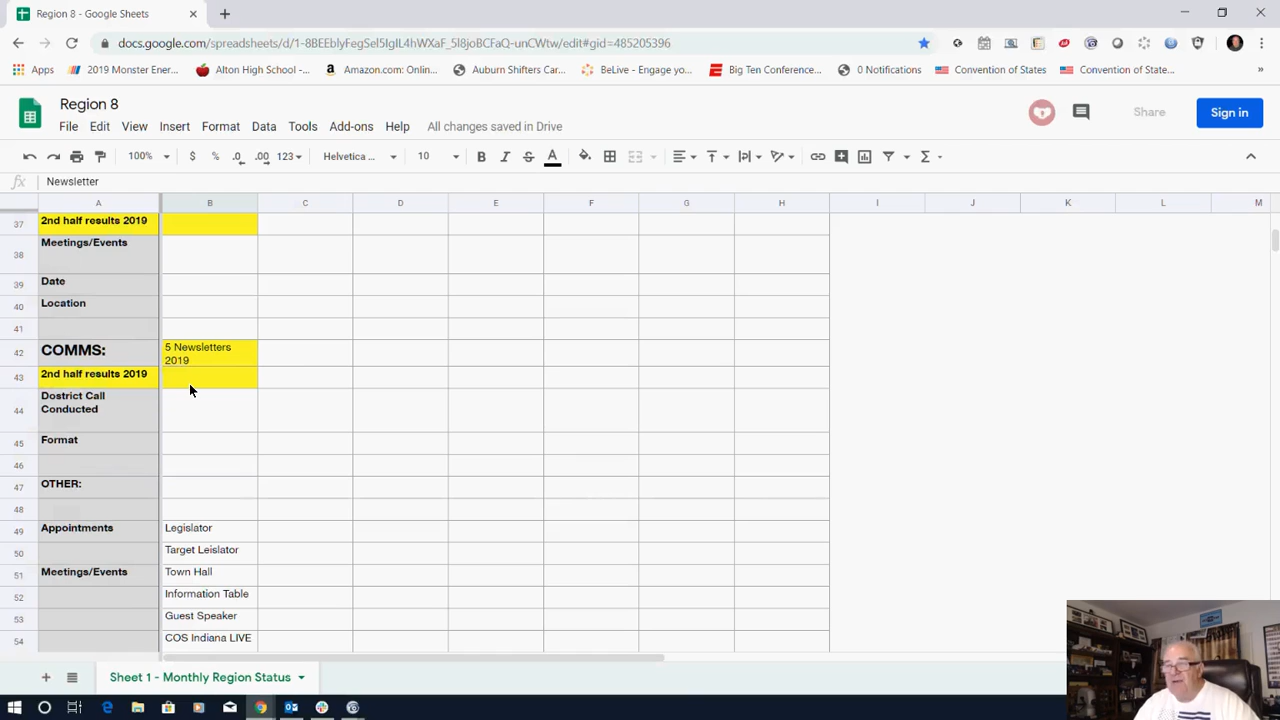 Region 8 - Google Sheets
docs.google.com/spreadsheets/d/1-8BEEblyFegSel5IgIL4hWXaF_5l8joBCFaQ-unCWtw/edit#gid=485205396
Apps 2019 Monster Ener... Alton High School -... Amazon.com: Onlin... Auburn Shifters Car... BeLive - Engage yo... Big Ten Conference... 0 Notifications Convention of States Convention of State... »
Region 8
Share
Sign in
File Edit View Insert Format Data Tools Add-ons Help All changes saved in Drive
100% $ % .0 .00 123 Helvetica ... 10 B I S A Σ
fx Newsletter
A B C D E F G H I J K L M
37 2nd half results 2019
38 Meetings/Events
39 Date
40 Location
41
42 COMMS: 5 Newsletters
2019
43 2nd half results 2019
44 Dostrict Call
Conducted
45 Format
46
47 OTHER:
48
49 Appointments Legislator
50 Target Leislator
51 Meetings/Events Town Hall
52 Information Table
53 Guest Speaker
54 COS Indiana LIVE
Sheet 1 - Monthly Region Status